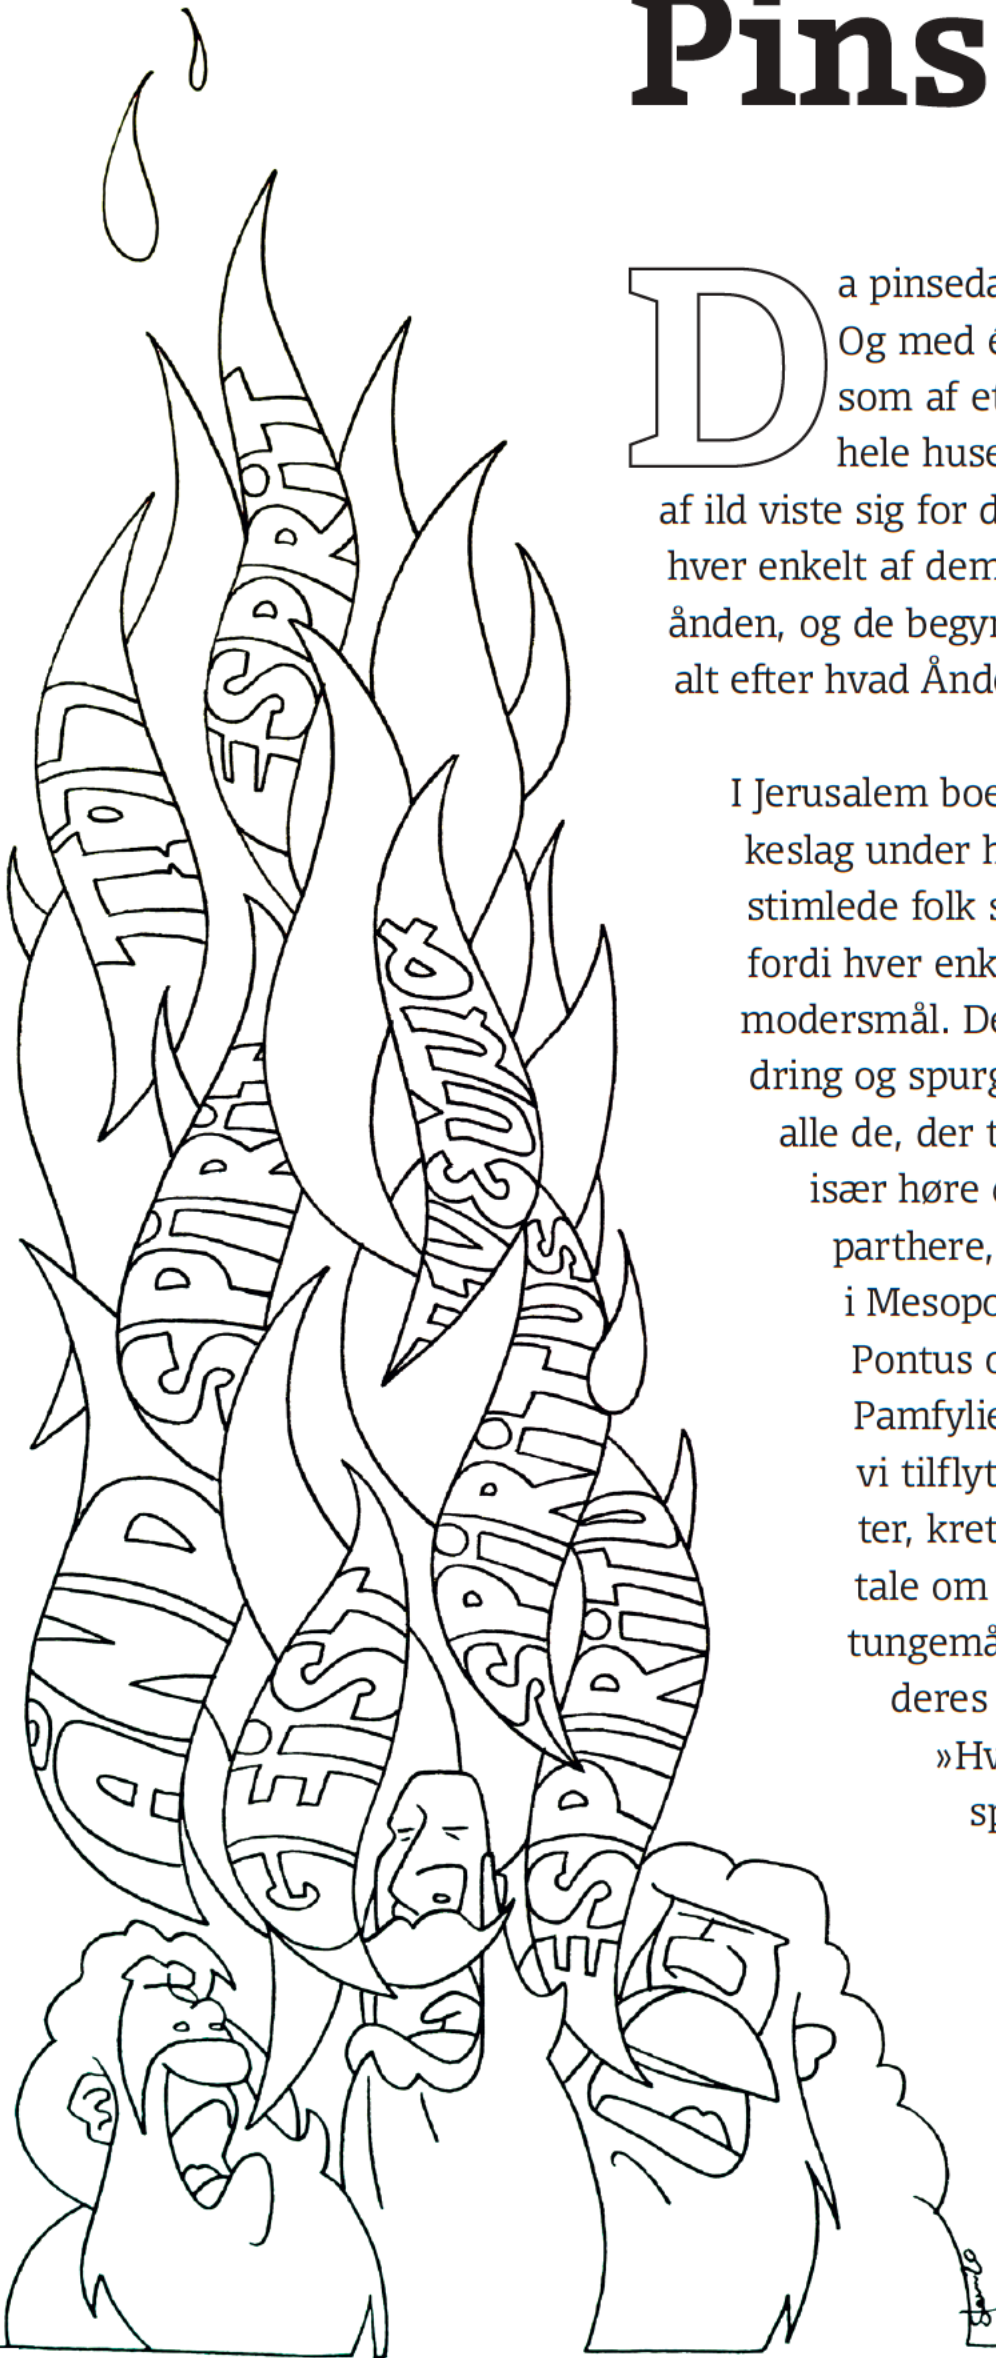 Pins
Da pinseda
Og med é
som af et
hele huse
af ild viste sig for d
hver enkelt af dem
ånden, og de begyn
alt efter hvad Ånde
I Jerusalem boe
keslag under h
stimlede folk s
fordi hver enk
modersmål. De
dring og spurg
alle de, der t
især høre
parthere,
i Mesopo
Pontus o
Pamfylie
vi tilflyt
ter, kret
tale om
tungemå
deres
»Hv
sp
ESPRiT
SPiRiT
SPiRiTUS
ESPIRiTU
ÅND
GEiST